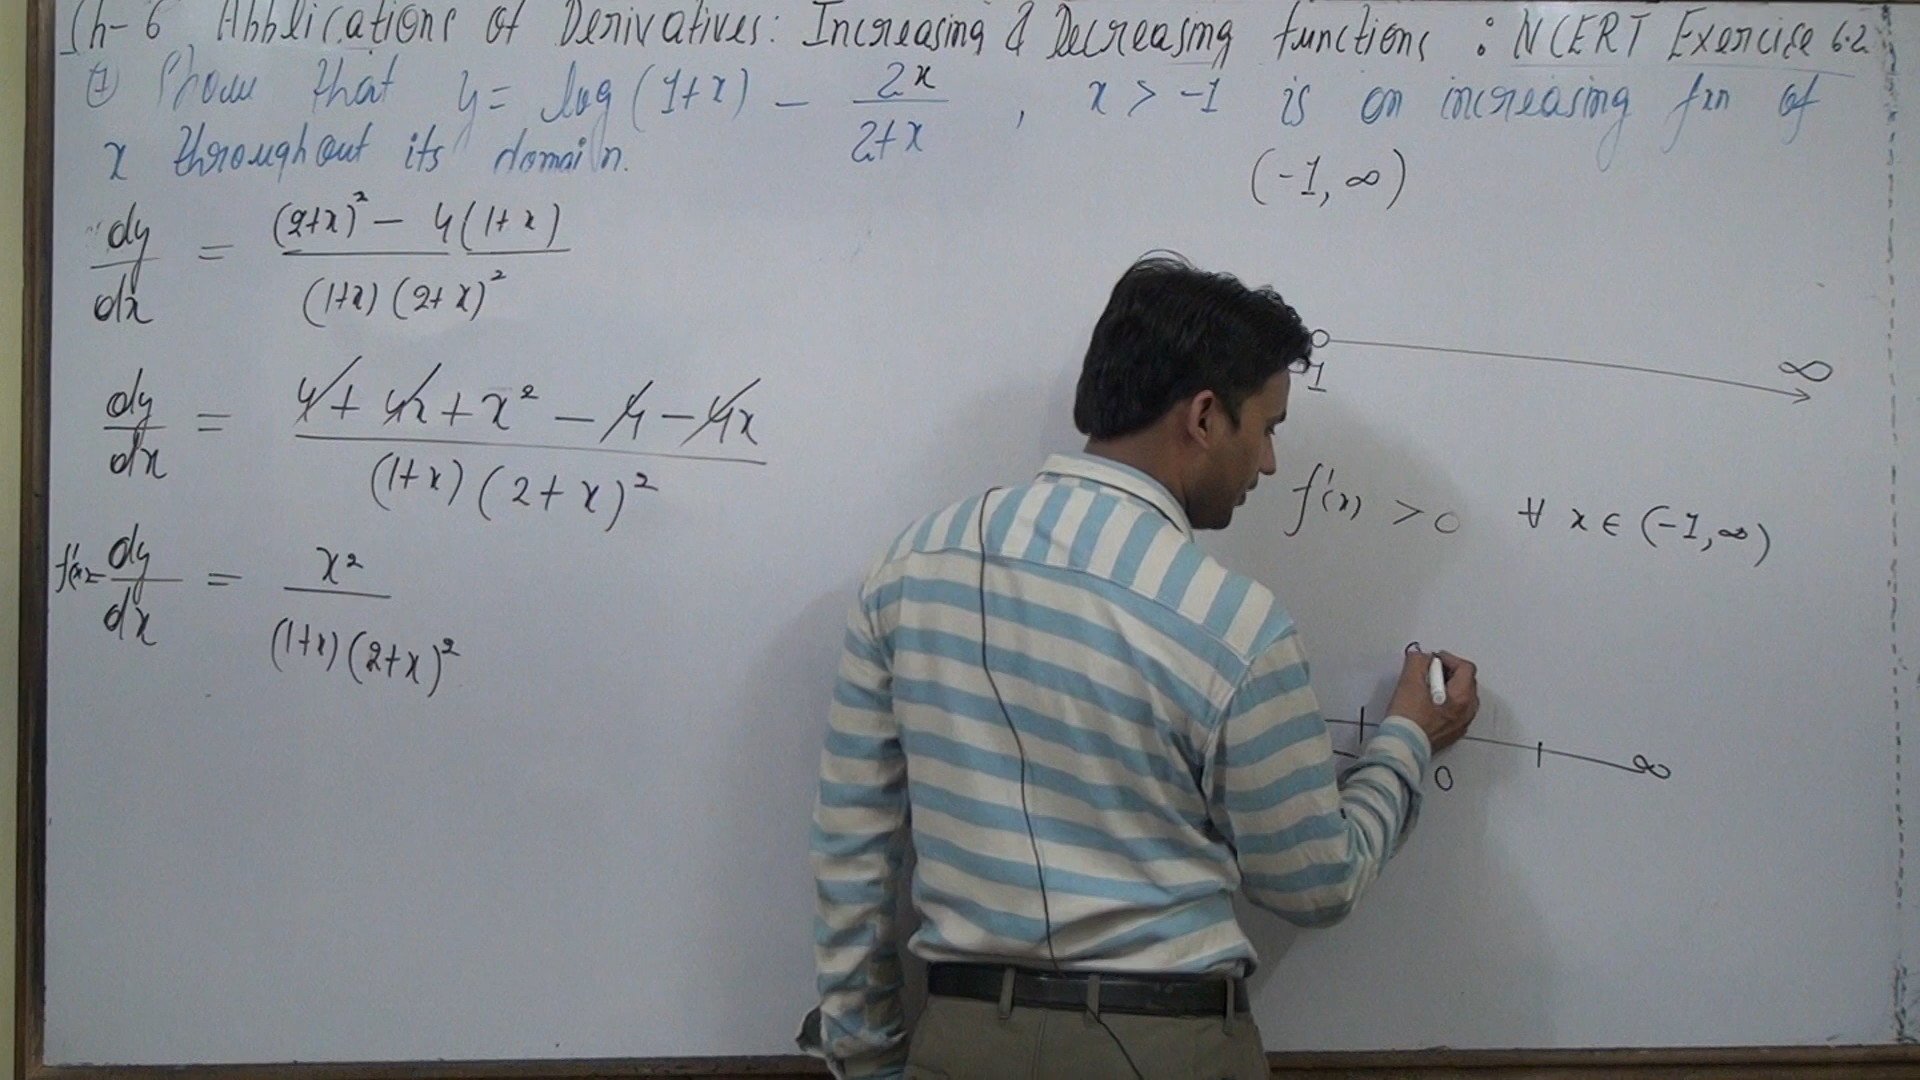 Ch-6 Applications of Derivatives: Increasing & Decreasing functions : NCERT Exercise 6.2
⑦ Show that y = log(1+x) - 2x/(2+x) , x > -1 is an increasing fxn of
x throughout its domain.
(-1, ∞)
dy/dx = ((2+x)² - 4(1+x))/((1+x)(2+x)²)
1 ∞
dy/dx = (4 + 4x + x² - 4 - 4x)/((1+x)(2+x)²)
f'(x) > 0 ∀ x ∈ (-1, ∞)
f'(x) = dy/dx = x²/((1+x)(2+x)²)
0 ∞